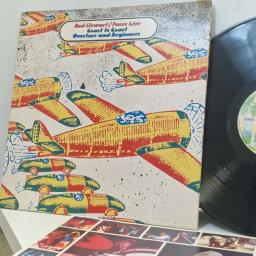 Rod Stewart/Faces Live
Coast to Coast
Overture and Beginners